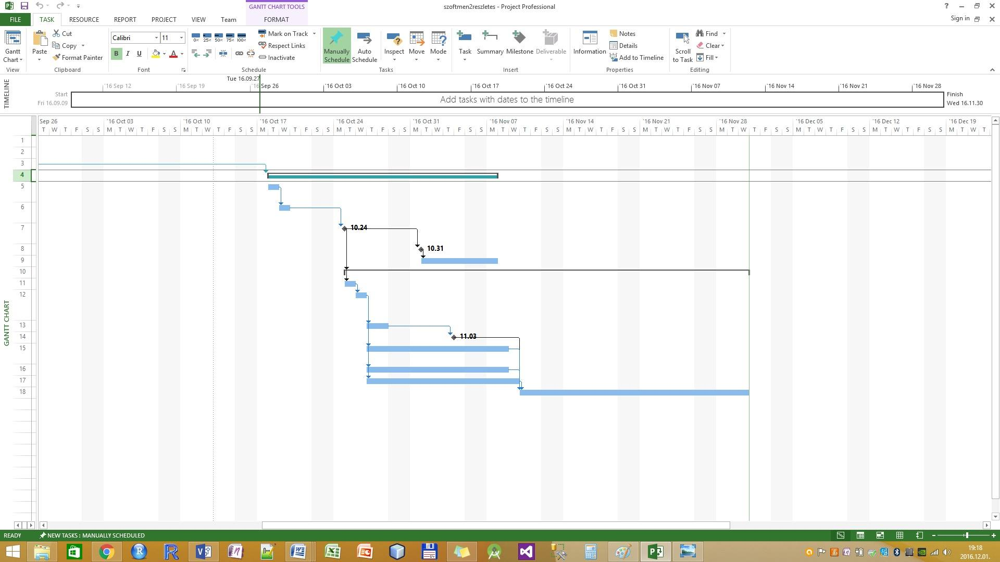 GANTT CHART TOOLS
szoftmen2reszletes - Project Professional
FILE TASK RESOURCE REPORT PROJECT VIEW Team FORMAT Sign in
Cut
Copy
Format Painter
Paste
Gantt
Chart
Calibri 11
B I U A
0% 25% 50% 75% 100%
Mark on Track
Respect Links
Inactivate
Manually
Schedule
Auto
Schedule
Inspect Move Mode
Task Summary Milestone Deliverable
Information
Notes
Details
Add to Timeline
Scroll
to Task
Find
Clear
Fill
View Clipboard Font Schedule Tasks Insert Properties Editing
TIMELINE
Tue 16.09.27
'16 Sep 12 '16 Sep 19 '16 Sep 26 '16 Oct 03 '16 Oct 10 '16 Oct 17 '16 Oct 24 '16 Oct 31 '16 Nov 07 '16 Nov 14 '16 Nov 21 '16 Nov 28
Start
Fri 16.09.09
Add tasks with dates to the timeline
Finish
Wed 16.11.30
Sep 26 '16 Oct 03 '16 Oct 10 '16 Oct 17 '16 Oct 24 '16 Oct 31 '16 Nov 07 '16 Nov 14 '16 Nov 21 '16 Nov 28 '16 Dec 05 '16 Dec 12 '16 Dec 19
T W T F S S M T W T F S S M T W T F S S M T W T F S S M T W T F S S M T W T F S S M T W T F S S M T W T F S S M T W T F S S M T W T F S S M T W T F S S M T W T F S S M T W T
1
2
3
4
5
6
7 10.24
8 10.31
9
10
11
12
13
14 11.03
15
16
17
18
GANTT CHART
READY NEW TASKS : MANUALLY SCHEDULED
19:18
2016.12.01.